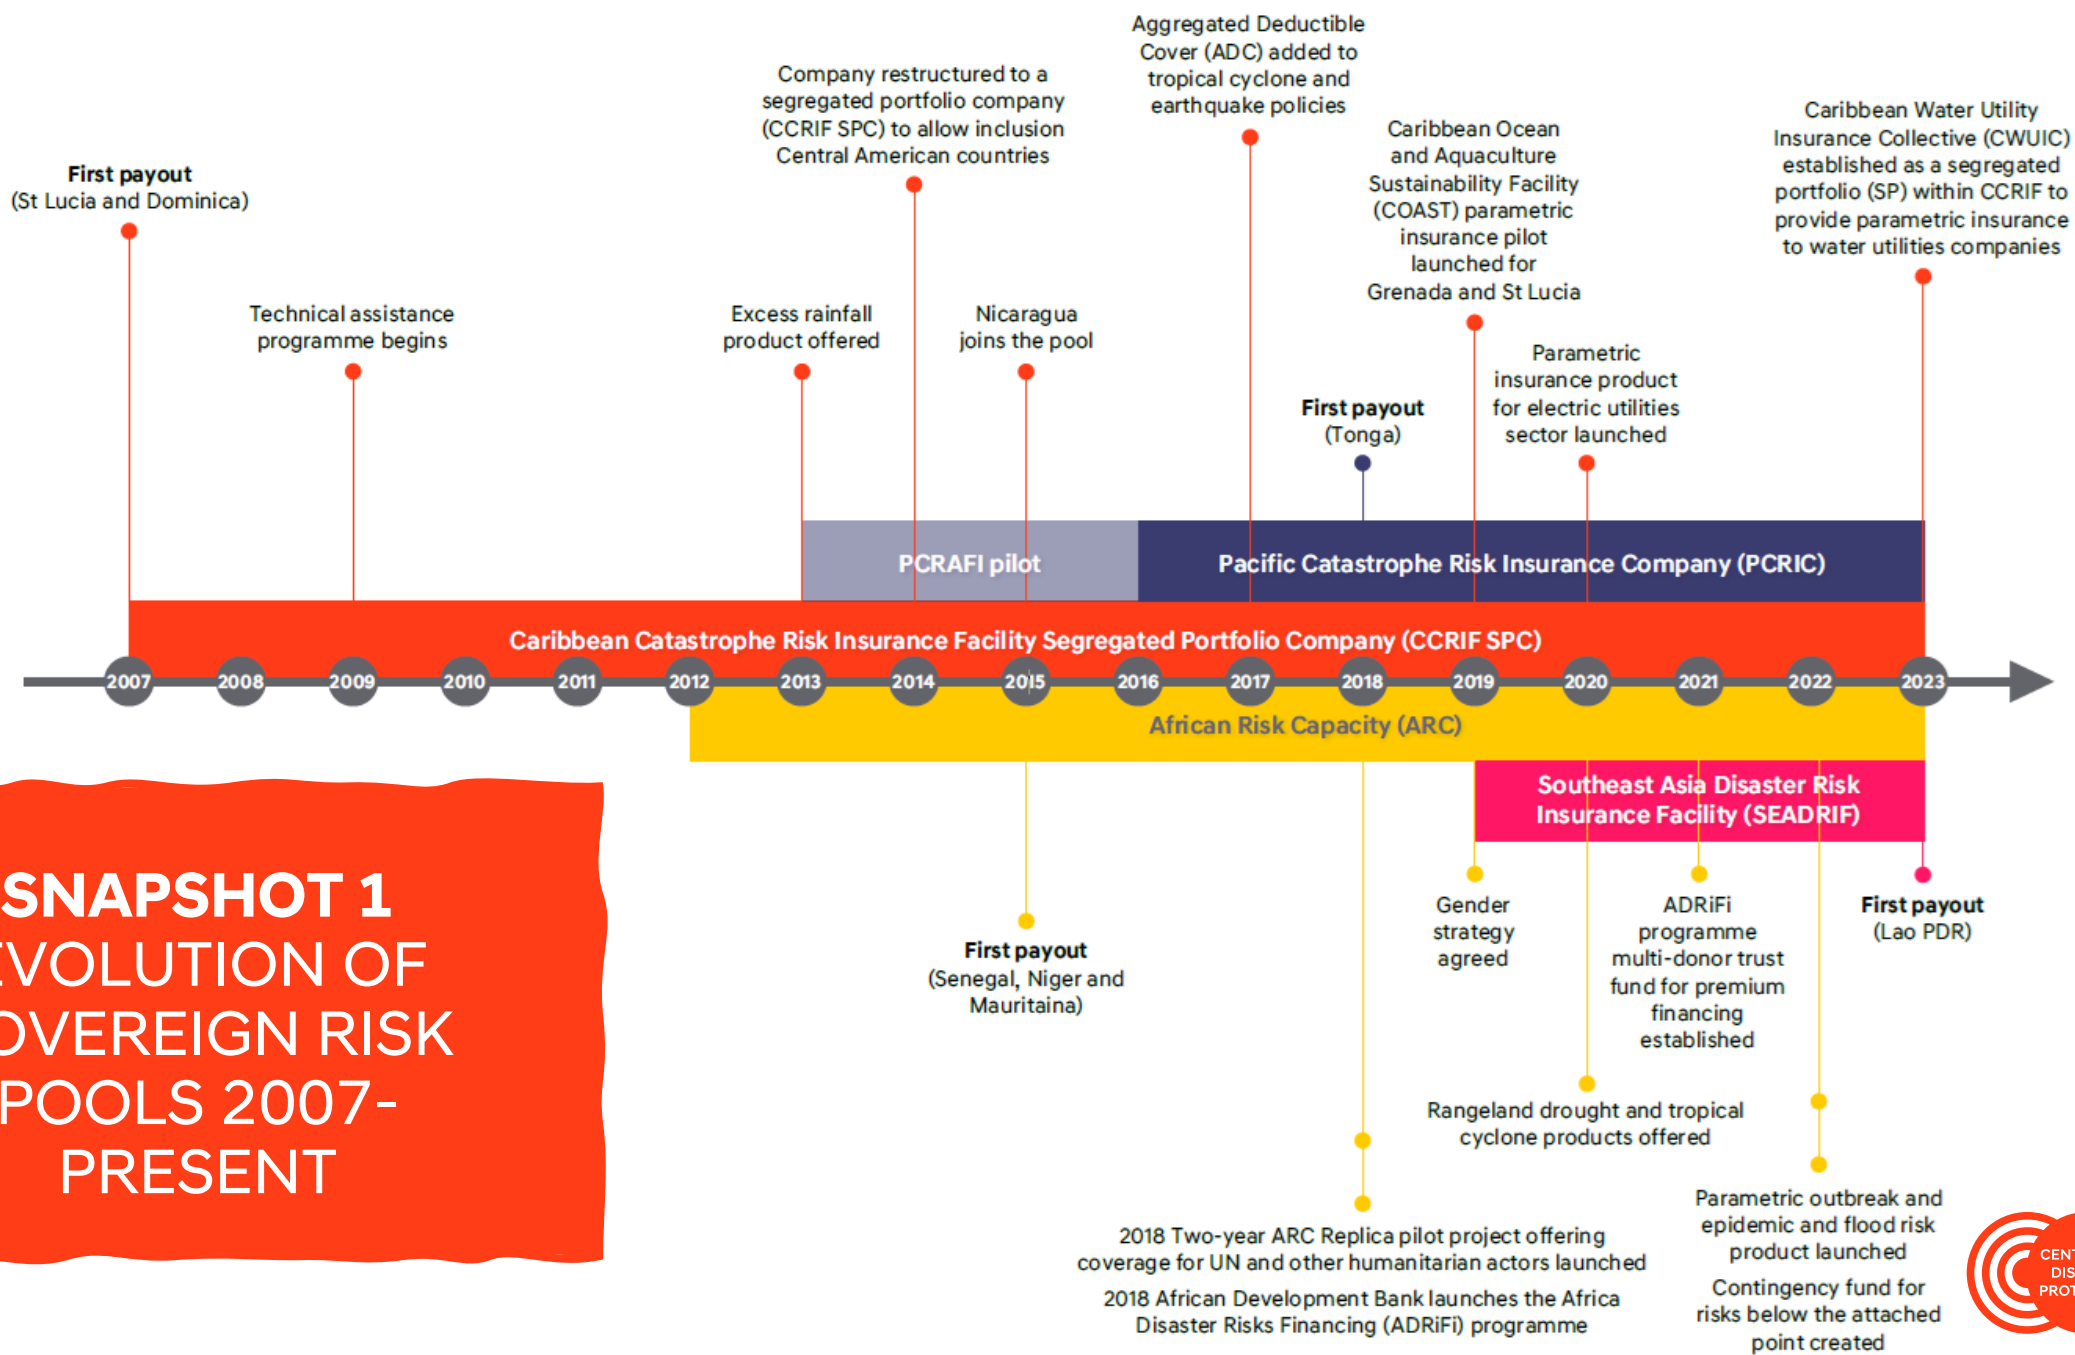 Aggregated Deductible
Cover (ADC) added to
tropical cyclone and
earthquake policies
Company restructured to a
segregated portfolio company
(CCRIF SPC) to allow inclusion
Central American countries
Caribbean Water Utility
Insurance Collective (CWUIC)
established as a segregated
portfolio (SP) within CCRIF to
provide parametric insurance
to water utilities companies
Caribbean Ocean
and Aquaculture
Sustainability Facility
(COAST) parametric
insurance pilot
launched for
Grenada and St Lucia
First payout
(St Lucia and Dominica)
Technical assistance
programme begins
Excess rainfall
product offered
Nicaragua
joins the pool
First payout
(Tonga)
Parametric
insurance product
for electric utilities
sector launched
PCRAFI pilot
Pacific Catastrophe Risk Insurance Company (PCRIC)
Caribbean Catastrophe Risk Insurance Facility Segregated Portfolio Company (CCRIF SPC)
2007 2008 2009 2010 2011 2012 2013 2014 2015 2016 2017 2018 2019 2020 2021 2022 2023
African Risk Capacity (ARC)
Southeast Asia Disaster Risk
Insurance Facility (SEADRIF)
SNAPSHOT 1
EVOLUTION OF
SOVEREIGN RISK
POOLS 2007-
PRESENT
First payout
(Senegal, Niger and
Mauritaina)
Gender
strategy
agreed
ADRiFi
programme
multi-donor trust
fund for premium
financing
established
First payout
(Lao PDR)
Rangeland drought and tropical
cyclone products offered
2018 Two-year ARC Replica pilot project offering
coverage for UN and other humanitarian actors launched
2018 African Development Bank launches the Africa
Disaster Risks Financing (ADRiFi) programme
Parametric outbreak and
epidemic and flood risk
product launched
Contingency fund for
risks below the attached
point created
CENT
DIS
PROT